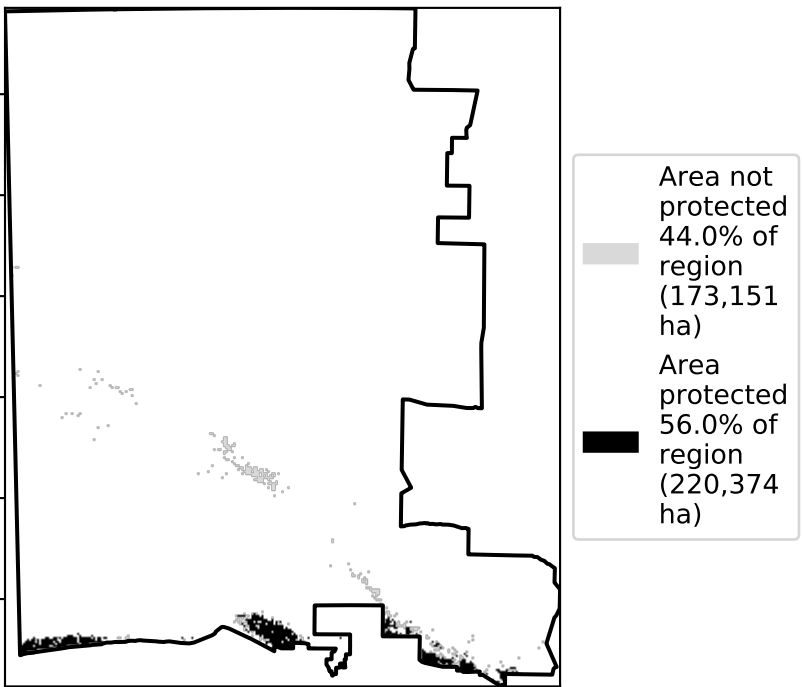 Area not
protected
44.0% of
region
(173,151
ha)
Area
protected
56.0% of
region
(220,374
ha)